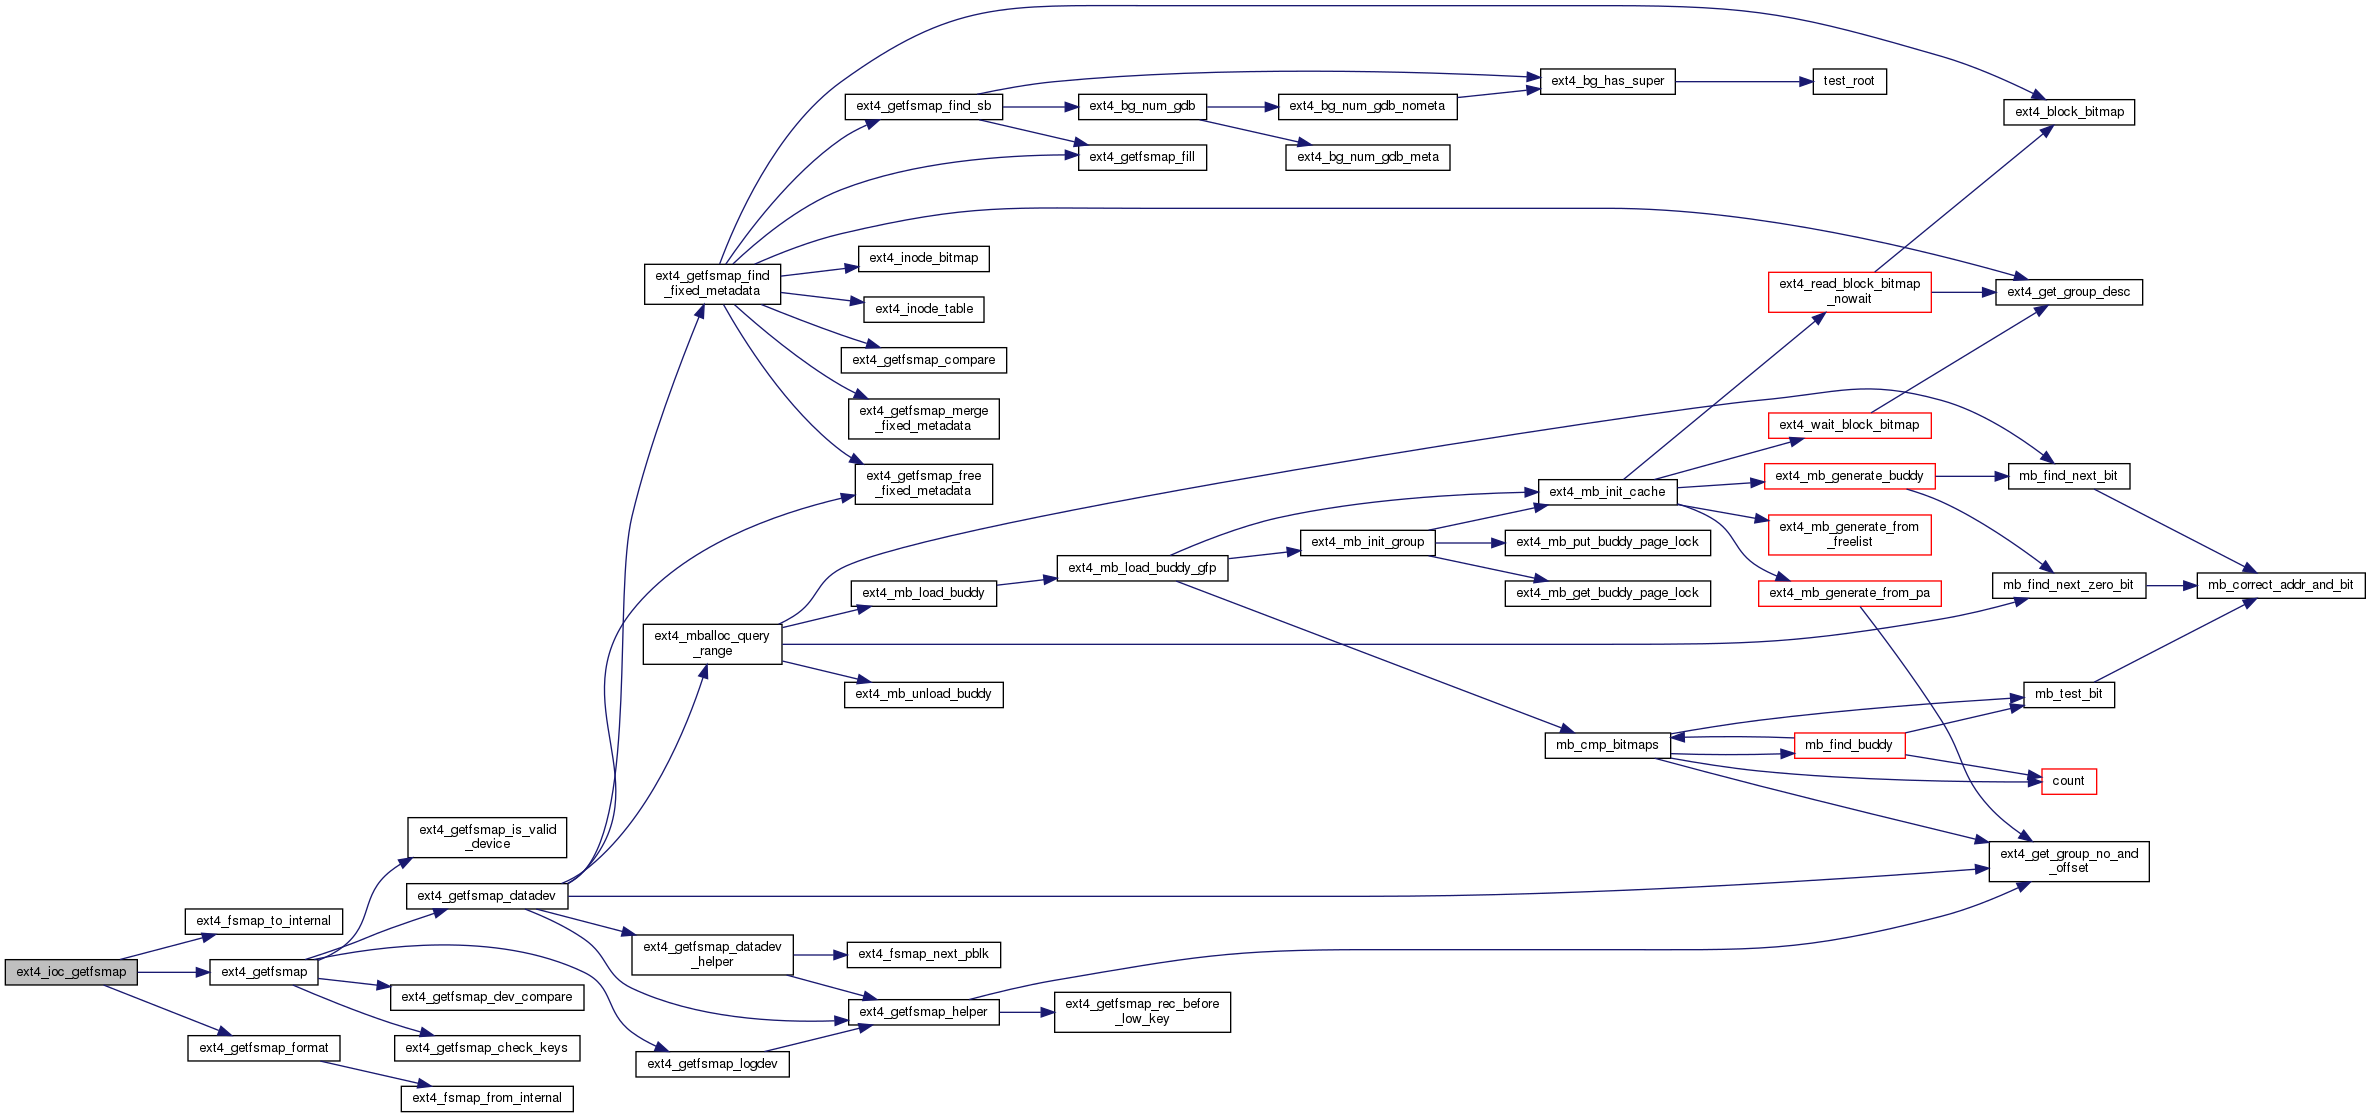 ext4_bg_has_super
test_root
ext4_getfsmap_find_sb
ext4_bg_num_gdb
ext4_bg_num_gdb_nometa
ext4_block_bitmap
ext4_getfsmap_fill
ext4_bg_num_gdb_meta
ext4_inode_bitmap
ext4_getfsmap_find
_fixed_metadata
ext4_read_block_bitmap
_nowait
ext4_get_group_desc
ext4_inode_table
ext4_getfsmap_compare
ext4_getfsmap_merge
_fixed_metadata
ext4_wait_block_bitmap
ext4_getfsmap_free
_fixed_metadata
ext4_mb_generate_buddy
mb_find_next_bit
ext4_mb_init_cache
ext4_mb_generate_from
_freelist
ext4_mb_init_group
ext4_mb_put_buddy_page_lock
ext4_mb_load_buddy_gfp
mb_find_next_zero_bit
mb_correct_addr_and_bit
ext4_mb_load_buddy
ext4_mb_get_buddy_page_lock
ext4_mb_generate_from_pa
ext4_mballoc_query
_range
ext4_mb_unload_buddy
mb_test_bit
mb_cmp_bitmaps
mb_find_buddy
count
ext4_getfsmap_is_valid
_device
ext4_get_group_no_and
_offset
ext4_getfsmap_datadev
ext4_fsmap_to_internal
ext4_getfsmap_datadev
_helper
ext4_fsmap_next_pblk
ext4_ioc_getfsmap
ext4_getfsmap
ext4_getfsmap_dev_compare
ext4_getfsmap_helper
ext4_getfsmap_rec_before
_low_key
ext4_getfsmap_format
ext4_getfsmap_check_keys
ext4_getfsmap_logdev
ext4_fsmap_from_internal